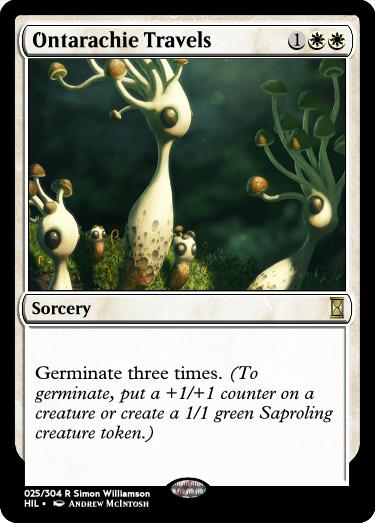 Ontarachie Travels 1
Sorcery
Germinate three times. (To
germinate, put a +1/+1 counter on a
creature or create a 1/1 green Saproling
creature token.)
025/304 R Simon Williamson
HIL • Andrew McIntosh